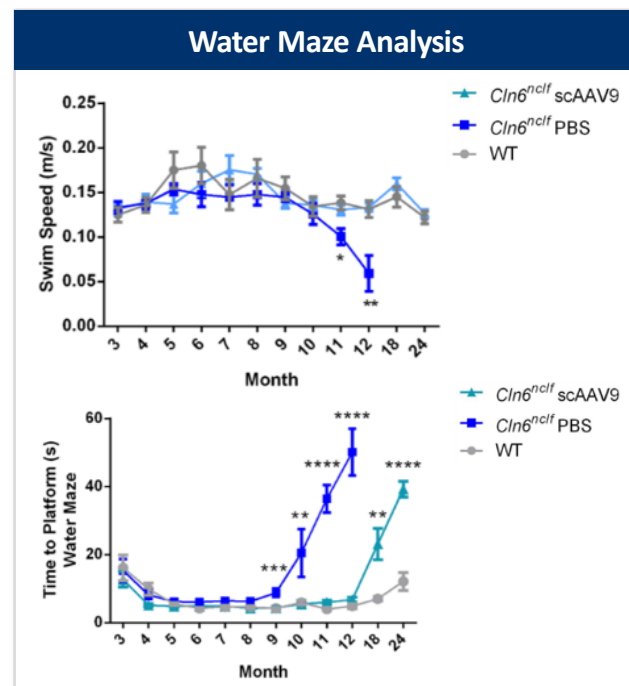 Water Maze Analysis
Cln6nclf scAAV9
Cln6nclf PBS
WT
Swim Speed (m/s)
0.25
0.20
0.15
0.10
0.05
0.00
*
**
3 4 5 6 7 8 9 10 11 12 18 24
Month
Cln6nclf scAAV9
Cln6nclf PBS
WT
Time to Platform (s)
Water Maze
60
40
20
0
***
**
****
****
**
****
3 4 5 6 7 8 9 10 11 12 18 24
Month